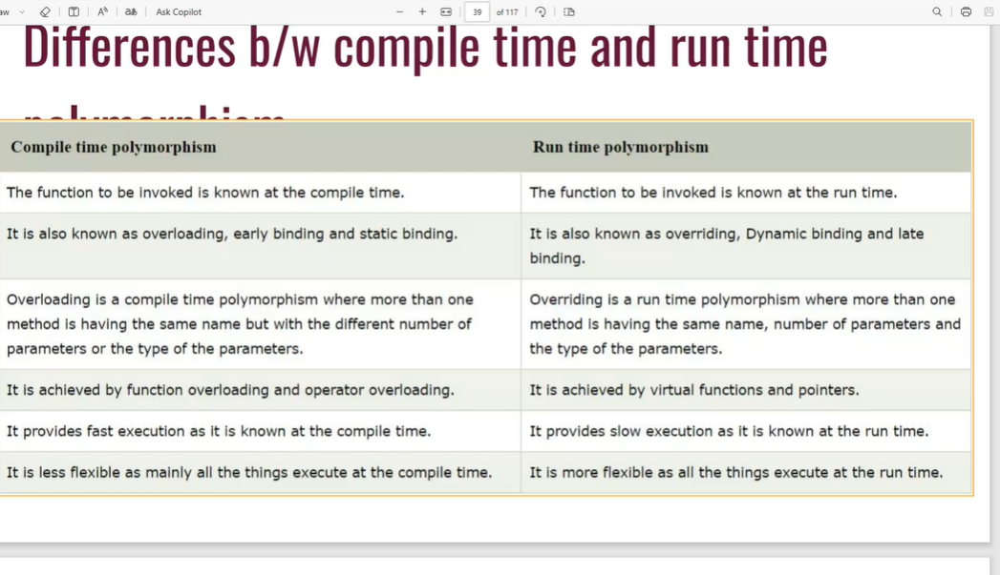 aw
A
aあ
Ask Copilot
39
of 117
Differences b/w compile time and run time
polymorphism
Compile time polymorphism
Run time polymorphism
The function to be invoked is known at the compile time.
The function to be invoked is known at the run time.
It is also known as overloading, early binding and static binding.
It is also known as overriding, Dynamic binding and late
binding.
Overloading is a compile time polymorphism where more than one
method is having the same name but with the different number of
parameters or the type of the parameters.
Overriding is a run time polymorphism where more than one
method is having the same name, number of parameters and
the type of the parameters.
It is achieved by function overloading and operator overloading.
It is achieved by virtual functions and pointers.
It provides fast execution as it is known at the compile time.
It provides slow execution as it is known at the run time.
It is less flexible as mainly all the things execute at the compile time.
It is more flexible as all the things execute at the run time.